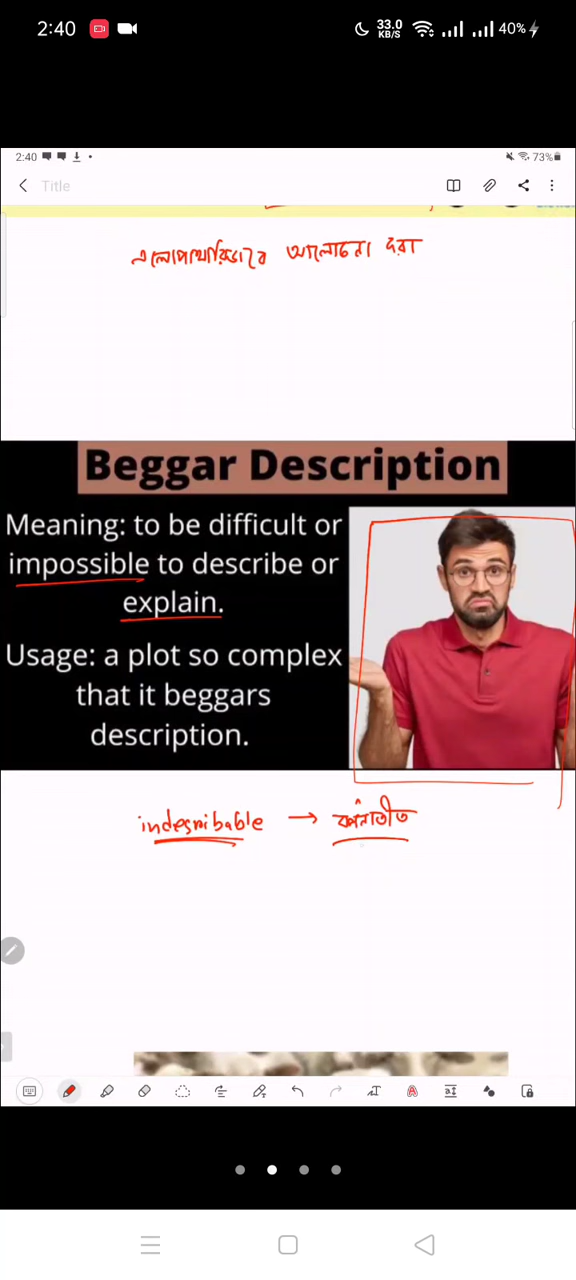 2:40
33.0
KB/S
40%
2:40
73%
Title
এলোপাথারিভাবে আলোচনা করা
Beggar Description
Meaning: to be difficult or
impossible to describe or
explain.
Usage: a plot so complex
that it beggars
description.
indescribable → বর্ণনাতীত